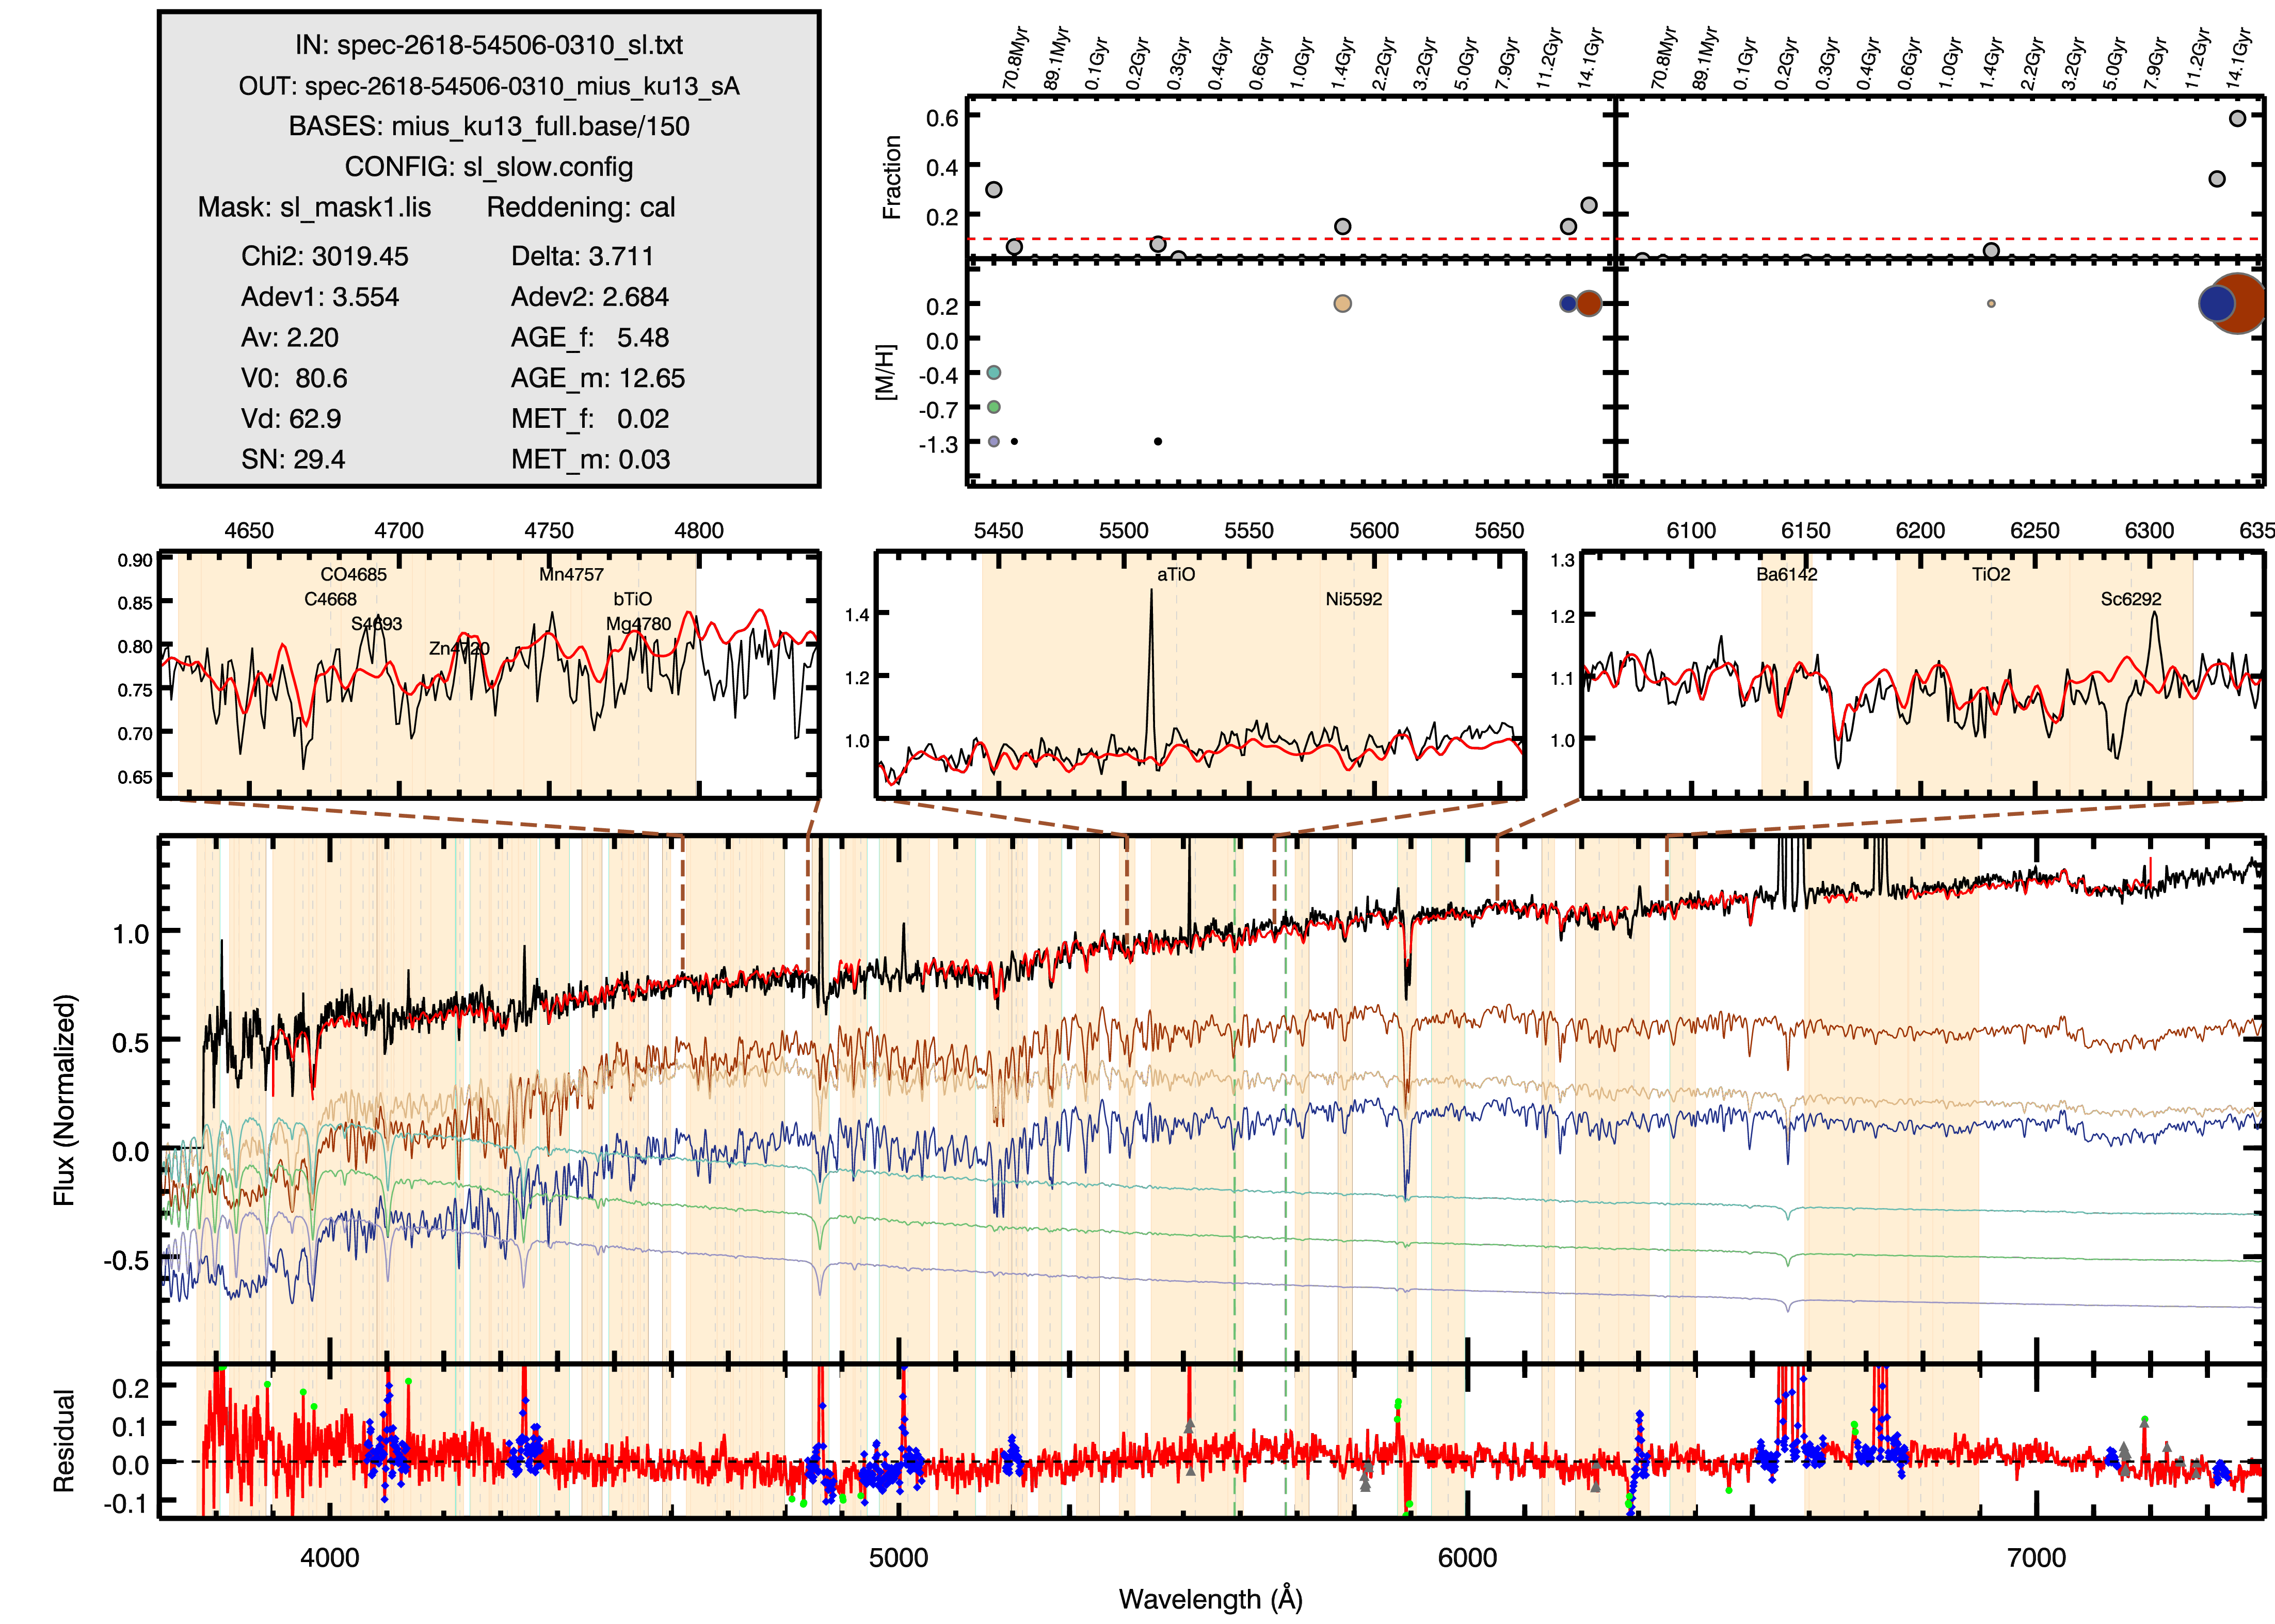 IN: spec-2618-54506-0310_sl.txt
OUT: spec-2618-54506-0310_mius_ku13_sA
BASES: mius_ku13_full.base/150
CONFIG: sl_slow.config
Mask: sl_mask1.lis Reddening: cal
Chi2: 3019.45 Delta: 3.711
Adev1: 3.554 Adev2: 2.684
Av: 2.20 AGE_f: 5.48
V0: 80.6 AGE_m: 12.65
Vd: 62.9 MET_f: 0.02
SN: 29.4 MET_m: 0.03
70.8Myr 89.1Myr 0.1Gyr 0.2Gyr 0.3Gyr 0.4Gyr 0.6Gyr 1.0Gyr 1.4Gyr 2.2Gyr 3.2Gyr 5.0Gyr 7.9Gyr 11.2Gyr 14.1Gyr
70.8Myr 89.1Myr 0.1Gyr 0.2Gyr 0.3Gyr 0.4Gyr 0.6Gyr 1.0Gyr 1.4Gyr 2.2Gyr 3.2Gyr 5.0Gyr 7.9Gyr 11.2Gyr 14.1Gyr
Fraction
0.6
0.4
0.2
[M/H]
0.2
0.0
-0.4
-0.7
-1.3
4650 4700 4750 4800
0.90
0.85
0.80
0.75
0.70
0.65
CO4685 Mn4757
C4668 bTiO
S4693 Mg4780
Zn4720
5450 5500 5550 5600 5650
1.4
1.2
1.0
aTiO
Ni5592
6100 6150 6200 6250 6300 635
1.3
1.2
1.1
1.0
Ba6142 TiO2
Sc6292
Flux (Normalized)
1.0
0.5
0.0
-0.5
Residual
0.2
0.1
0.0
-0.1
4000 5000 6000 7000
Wavelength (Å)